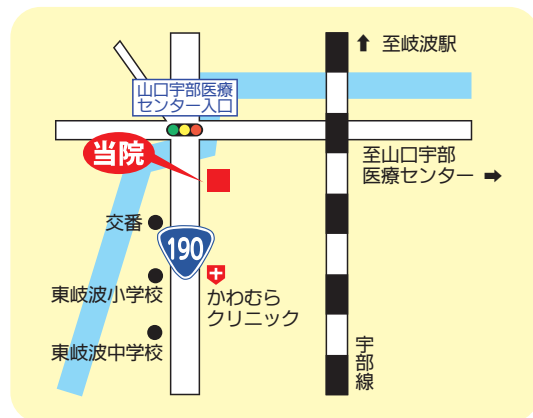 至岐波駅
山口宇部医療
センター入口
当院
至山口宇部
医療センター
交番
190
東岐波小学校
かわむら
クリニック
東岐波中学校
宇部線